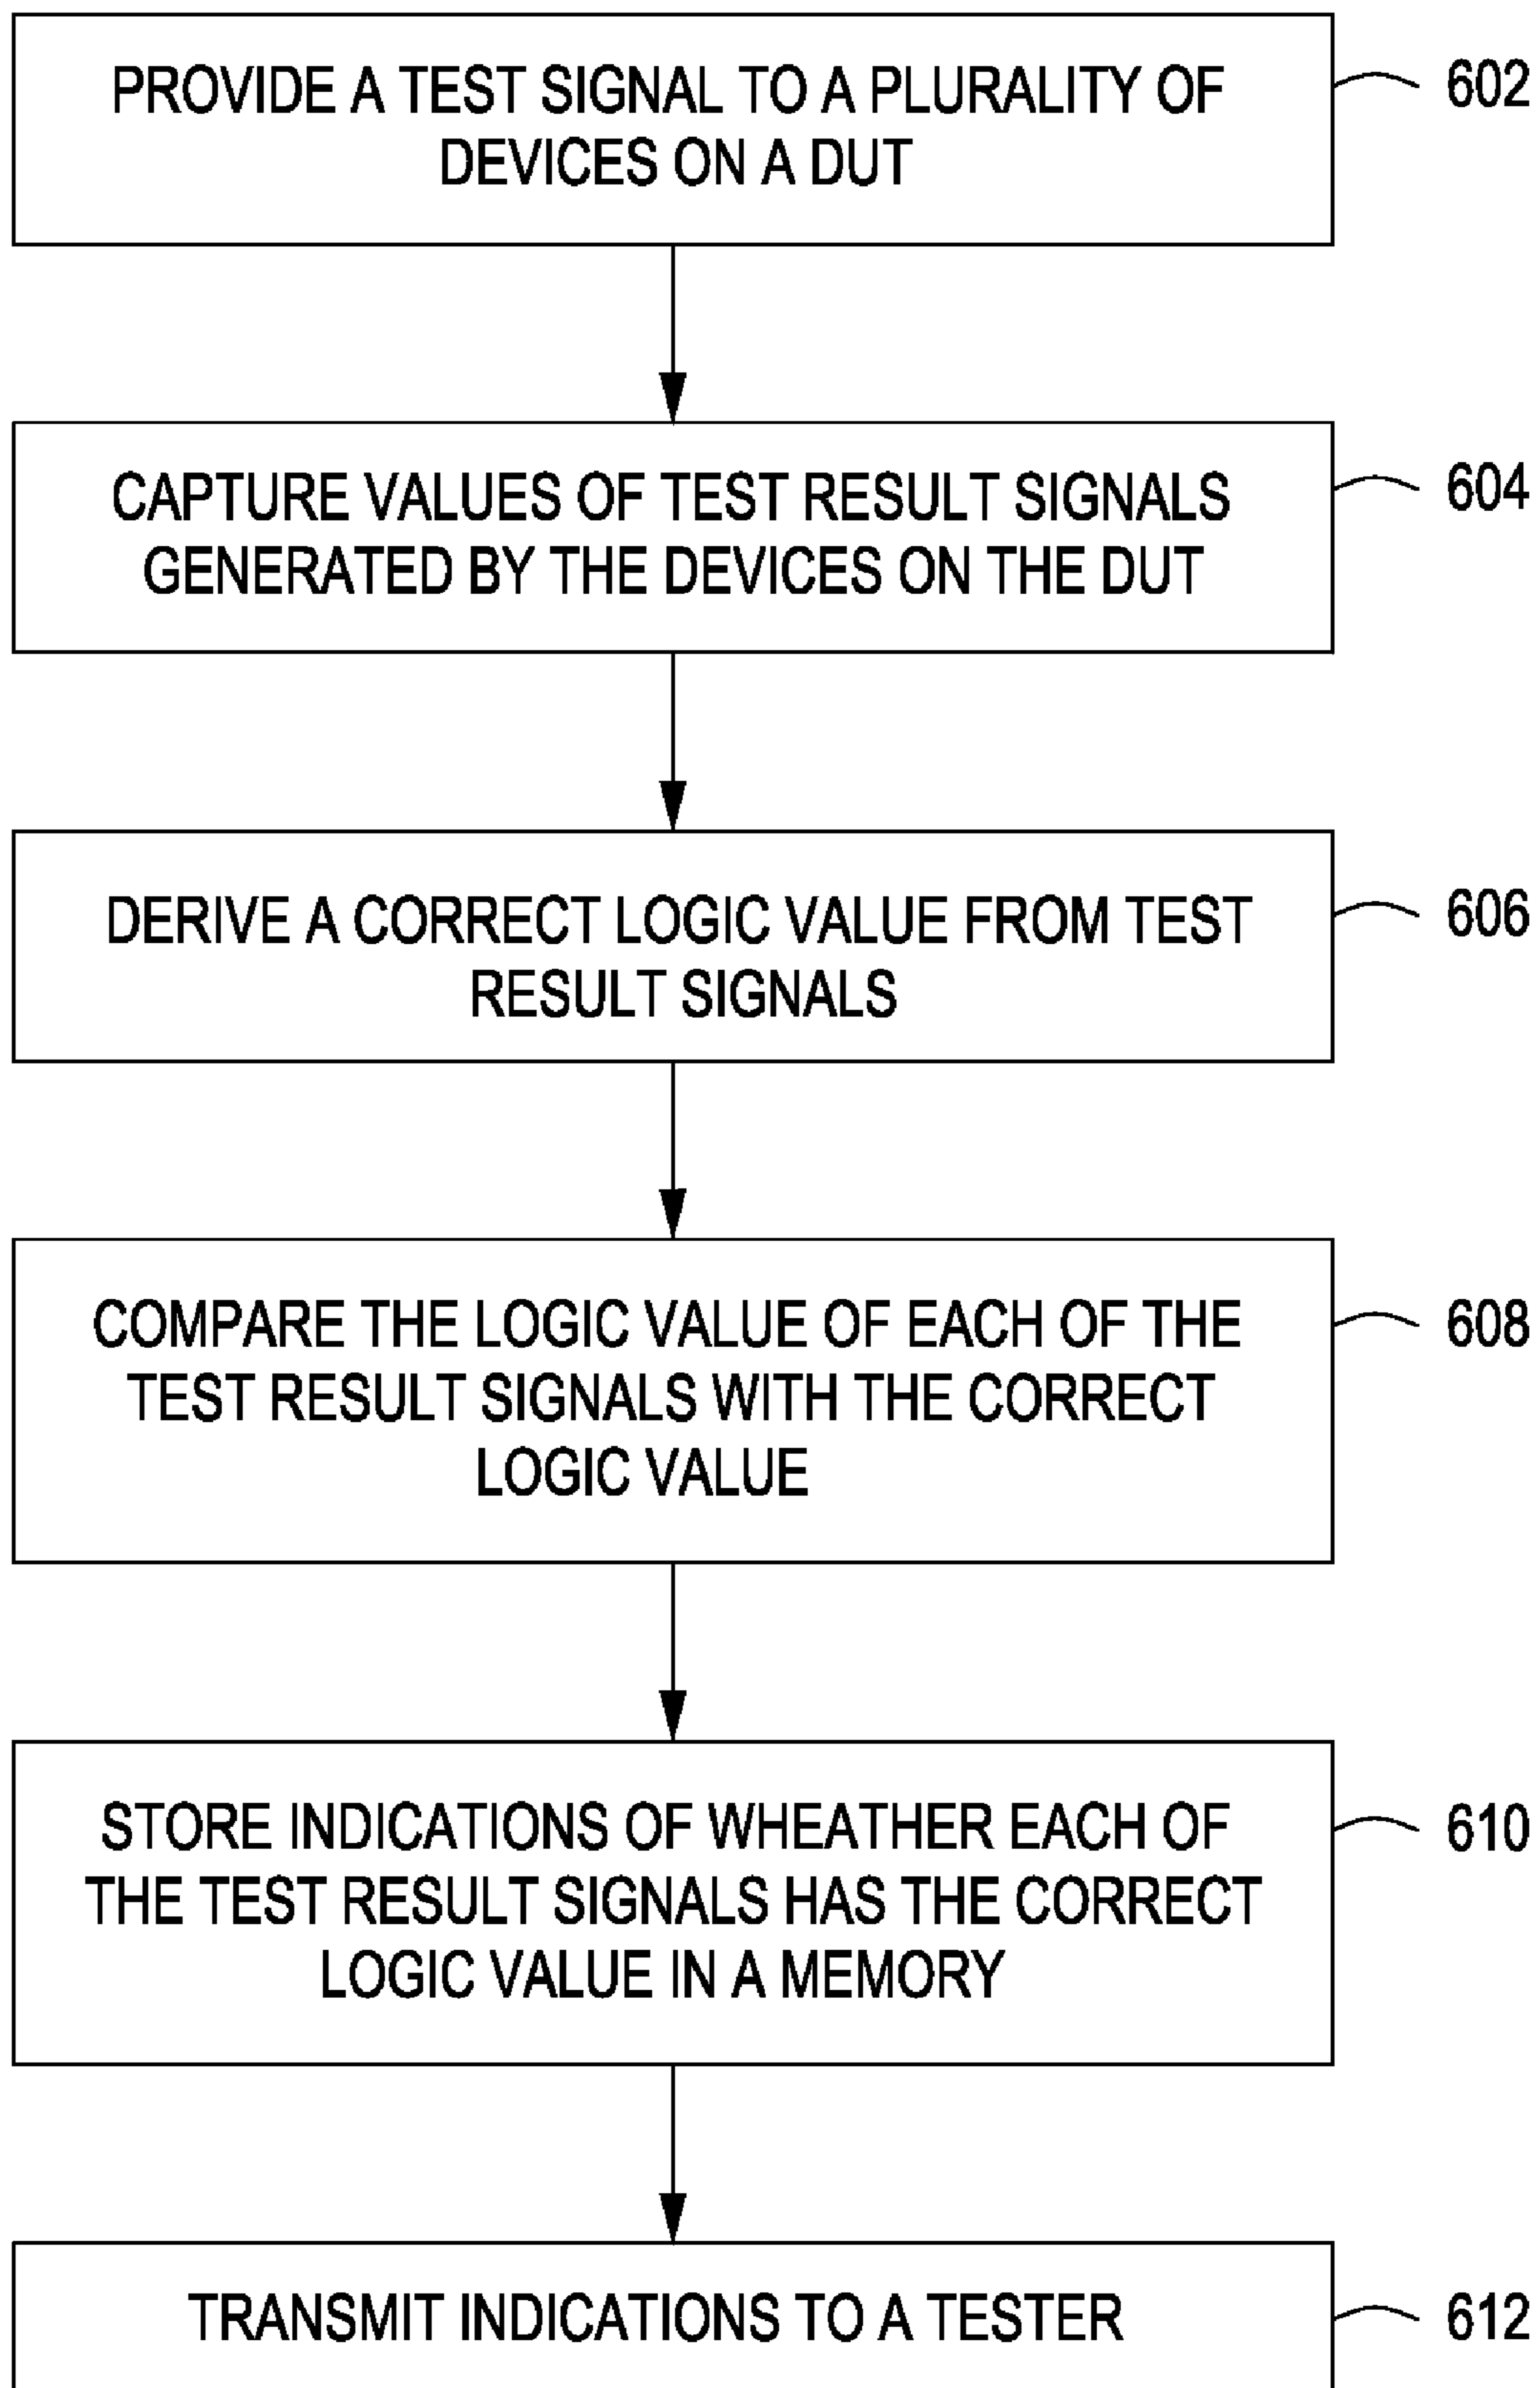 PROVIDE A TEST SIGNAL TO A PLURALITY OF
DEVICES ON A DUT
602
CAPTURE VALUES OF TEST RESULT SIGNALS
GENERATED BY THE DEVICES ON THE DUT
604
DERIVE A CORRECT LOGIC VALUE FROM TEST
RESULT SIGNALS
606
COMPARE THE LOGIC VALUE OF EACH OF THE
TEST RESULT SIGNALS WITH THE CORRECT
LOGIC VALUE
608
STORE INDICATIONS OF WHEATHER EACH OF
THE TEST RESULT SIGNALS HAS THE CORRECT
LOGIC VALUE IN A MEMORY
610
TRANSMIT INDICATIONS TO A TESTER
612